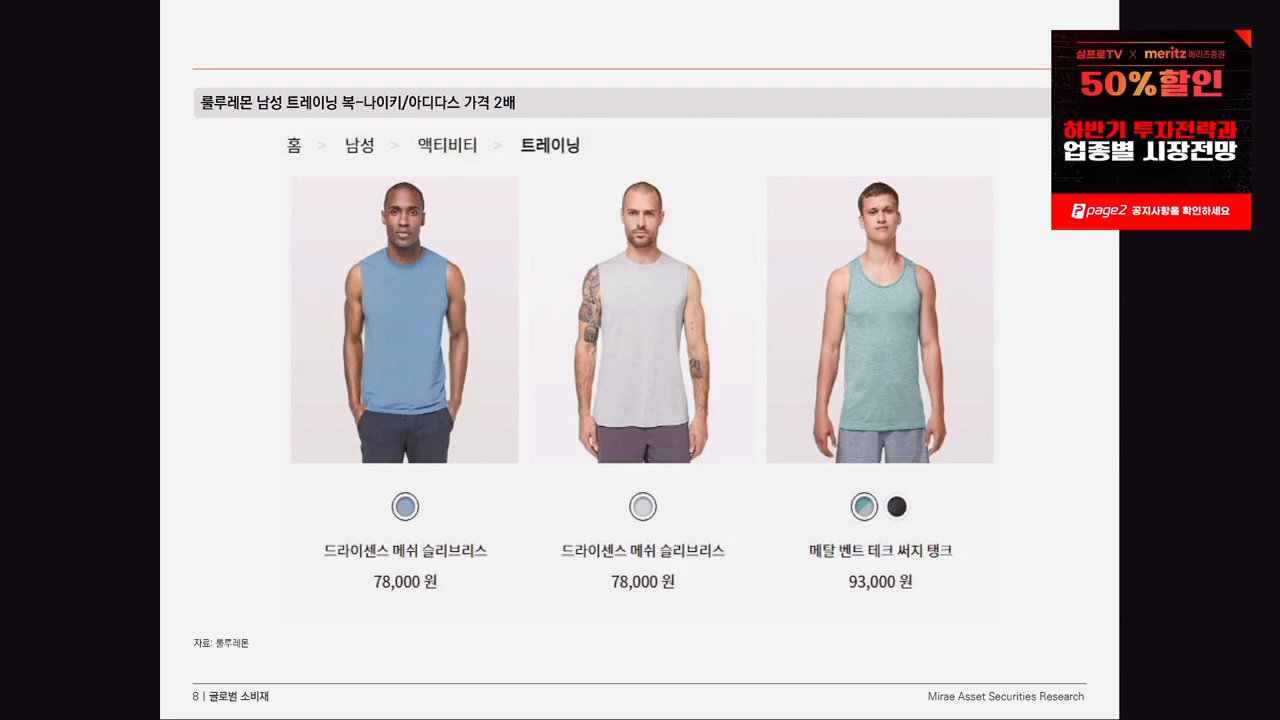 룰루레몬 남성 트레이닝 복-나이키/아디다스 가격 2배
홈 > 남성 > 액티비티 > 트레이닝
드라이센스 메쉬 슬리브리스
78,000 원
드라이센스 메쉬 슬리브리스
78,000 원
메탈 벤트 테크 써지 탱크
93,000 원
자료: 룰루레몬
8 | 글로벌 소비재
Mirae Asset Securities Research
삼프로TV X meritz 메리츠증권
50% 할인
하반기 투자전략과
업종별 시장전망
page2 공지사항을 확인하세요